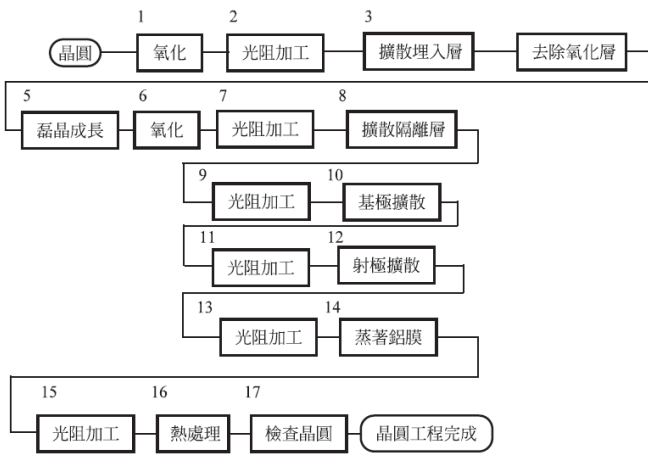 1 2 3
晶圓 氧化 光阻加工 擴散埋入層 去除氧化層
5 6 7 8
磊晶成長 氧化 光阻加工 擴散隔離層
9 10
光阻加工 基極擴散
11 12
光阻加工 射極擴散
13 14
光阻加工 蒸著鋁膜
15 16 17
光阻加工 熱處理 檢查晶圓 晶圓工程完成